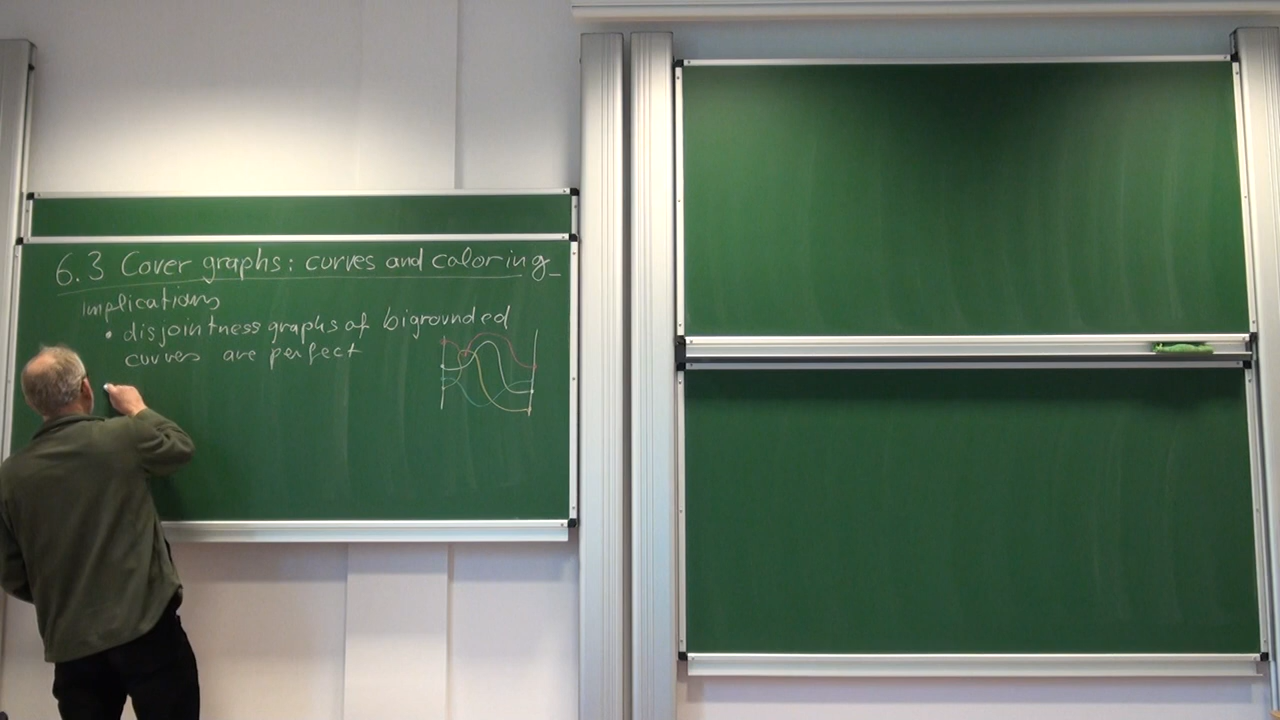 6.3 Cover graphs: curves and coloring
Implications
• disjointness graphs of bigrounded
curves are perfect